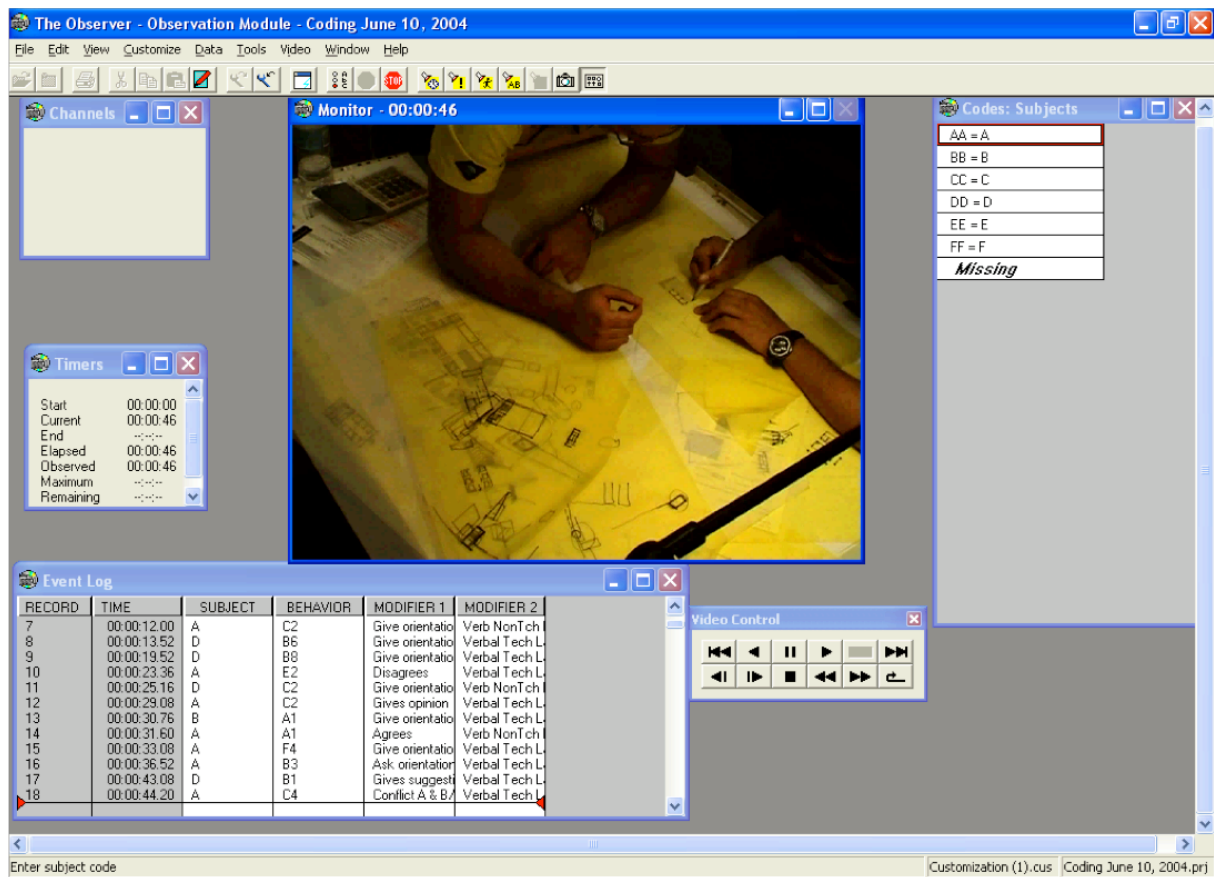 The Observer - Observation Module - Coding June 10, 2004
File Edit View Customize Data Tools Video Window Help
STOP
AB
Channels
Monitor - 00:00:46
Codes: Subjects
AA = A
BB = B
CC = C
DD = D
EE = E
FF = F
Missing
Timers
Start 00:00:00
Current 00:00:46
End --:--:--
Elapsed 00:00:46
Observed 00:00:46
Maximum --:--:--
Remaining --:--:--
Event Log
RECORD TIME SUBJECT BEHAVIOR MODIFIER 1 MODIFIER 2
7 00:00:12.00 A C2 Give orientatio Verb NonTch
8 00:00:13.52 D B6 Give orientatio Verbal Tech L
9 00:00:19.52 D B8 Give orientatio Verbal Tech L
10 00:00:23.36 A E2 Disagrees Verbal Tech L
11 00:00:25.16 D C2 Give orientatio Verb NonTch
12 00:00:29.08 A C2 Gives opinion Verbal Tech L
13 00:00:30.76 B A1 Give orientatio Verbal Tech L
14 00:00:31.60 A A1 Agrees Verb NonTch
15 00:00:33.08 A F4 Give orientatio Verbal Tech L
16 00:00:36.52 A B3 Ask orientation Verbal Tech L
17 00:00:43.08 D B1 Gives suggesti Verbal Tech L
18 00:00:44.20 A C4 Conflict A & B/ Verbal Tech L
Video Control
Enter subject code
Customization (1).cus Coding June 10, 2004.prj